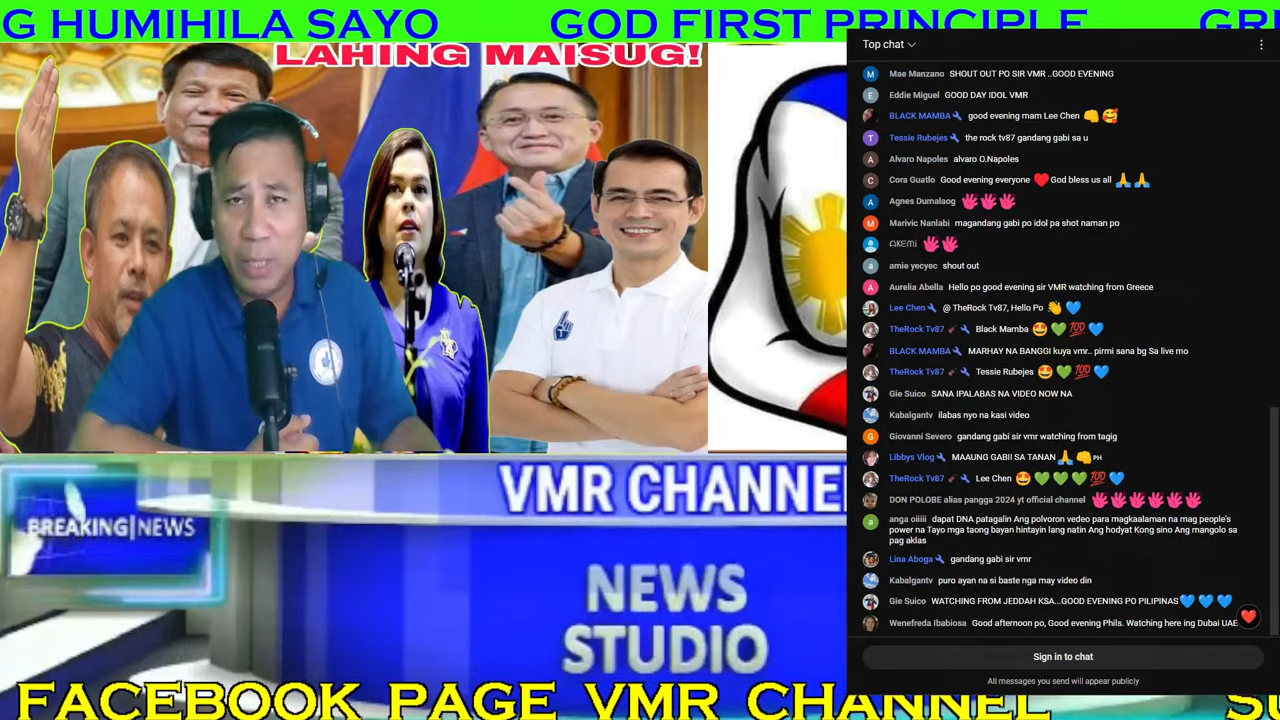 G HUMIHILA SAYO GOD FIRST PRINCIPLE
LAHING MAISUG!
VMR CHANNE
BREAKING|NEWS
NEWS
STUDIO
FACEBOOK PAGE VMR CHANNEL
Top chat
Mae Manzano SHOUT OUT PO SIR VMR ..GOOD EVENING
Eddie Miguel GOOD DAY IDOL VMR
BLACK MAMBA good evening mam Lee Chen 👊🥰
Tessie Rubejes the rock tv87 gandang gabi sa u
Alvaro Napoles alvaro O.Napoles
Cora Guatlo Good evening everyone ❤️God bless us all 🙏🙏
Agnes Dumalaog
Marivic Nanlabi magandang gabi po idol pa shot naman po
amie yecyec shout out
Aurelia Abella Hello po good evening sir VMR watching from Greece
Lee Chen @ TheRock Tv87, Hello Po 👋💙
TheRock Tv87 Black Mamba 🤩💚💯💙
BLACK MAMBA MARHAY NA BANGGI kuya vmr.. pirmi sana bg Sa live mo
TheRock Tv87 Tessie Rubejes 🤩💚💯💙
Gie Suico SANA IPALABAS NA VIDEO NOW NA
Kabalgantv ilabas nyo na kasi video
Giovanni Severo gandang gabi sir vmr watching from tagig
Libbys Vlog MAAUNG GABII SA TANAN 🙏👊PH
TheRock Tv87 Lee Chen 🤩💚💚💚💯💙
DON POLOBE alias pangga 2024 yt official channel
anga oiiiii dapat DNA patagalin Ang polvoron vedeo para magkaalaman na mag people's
power na Tayo mga taong bayan hintayin lang natin Ang hodyat Kong sino Ang mangolo sa
pag aklas
Lina Aboga gandang gabi sir vmr
Kabalgantv puro ayan na si baste nga may video din
Gie Suico WATCHING FROM JEDDAH KSA...GOOD EVENING PO PILIPINAS💙💙💙
Wenefreda Ibabiosa Good afternoon po, Good evening Phils. Watching here ing Dubai UAE
Sign in to chat
All messages you send will appear publicly